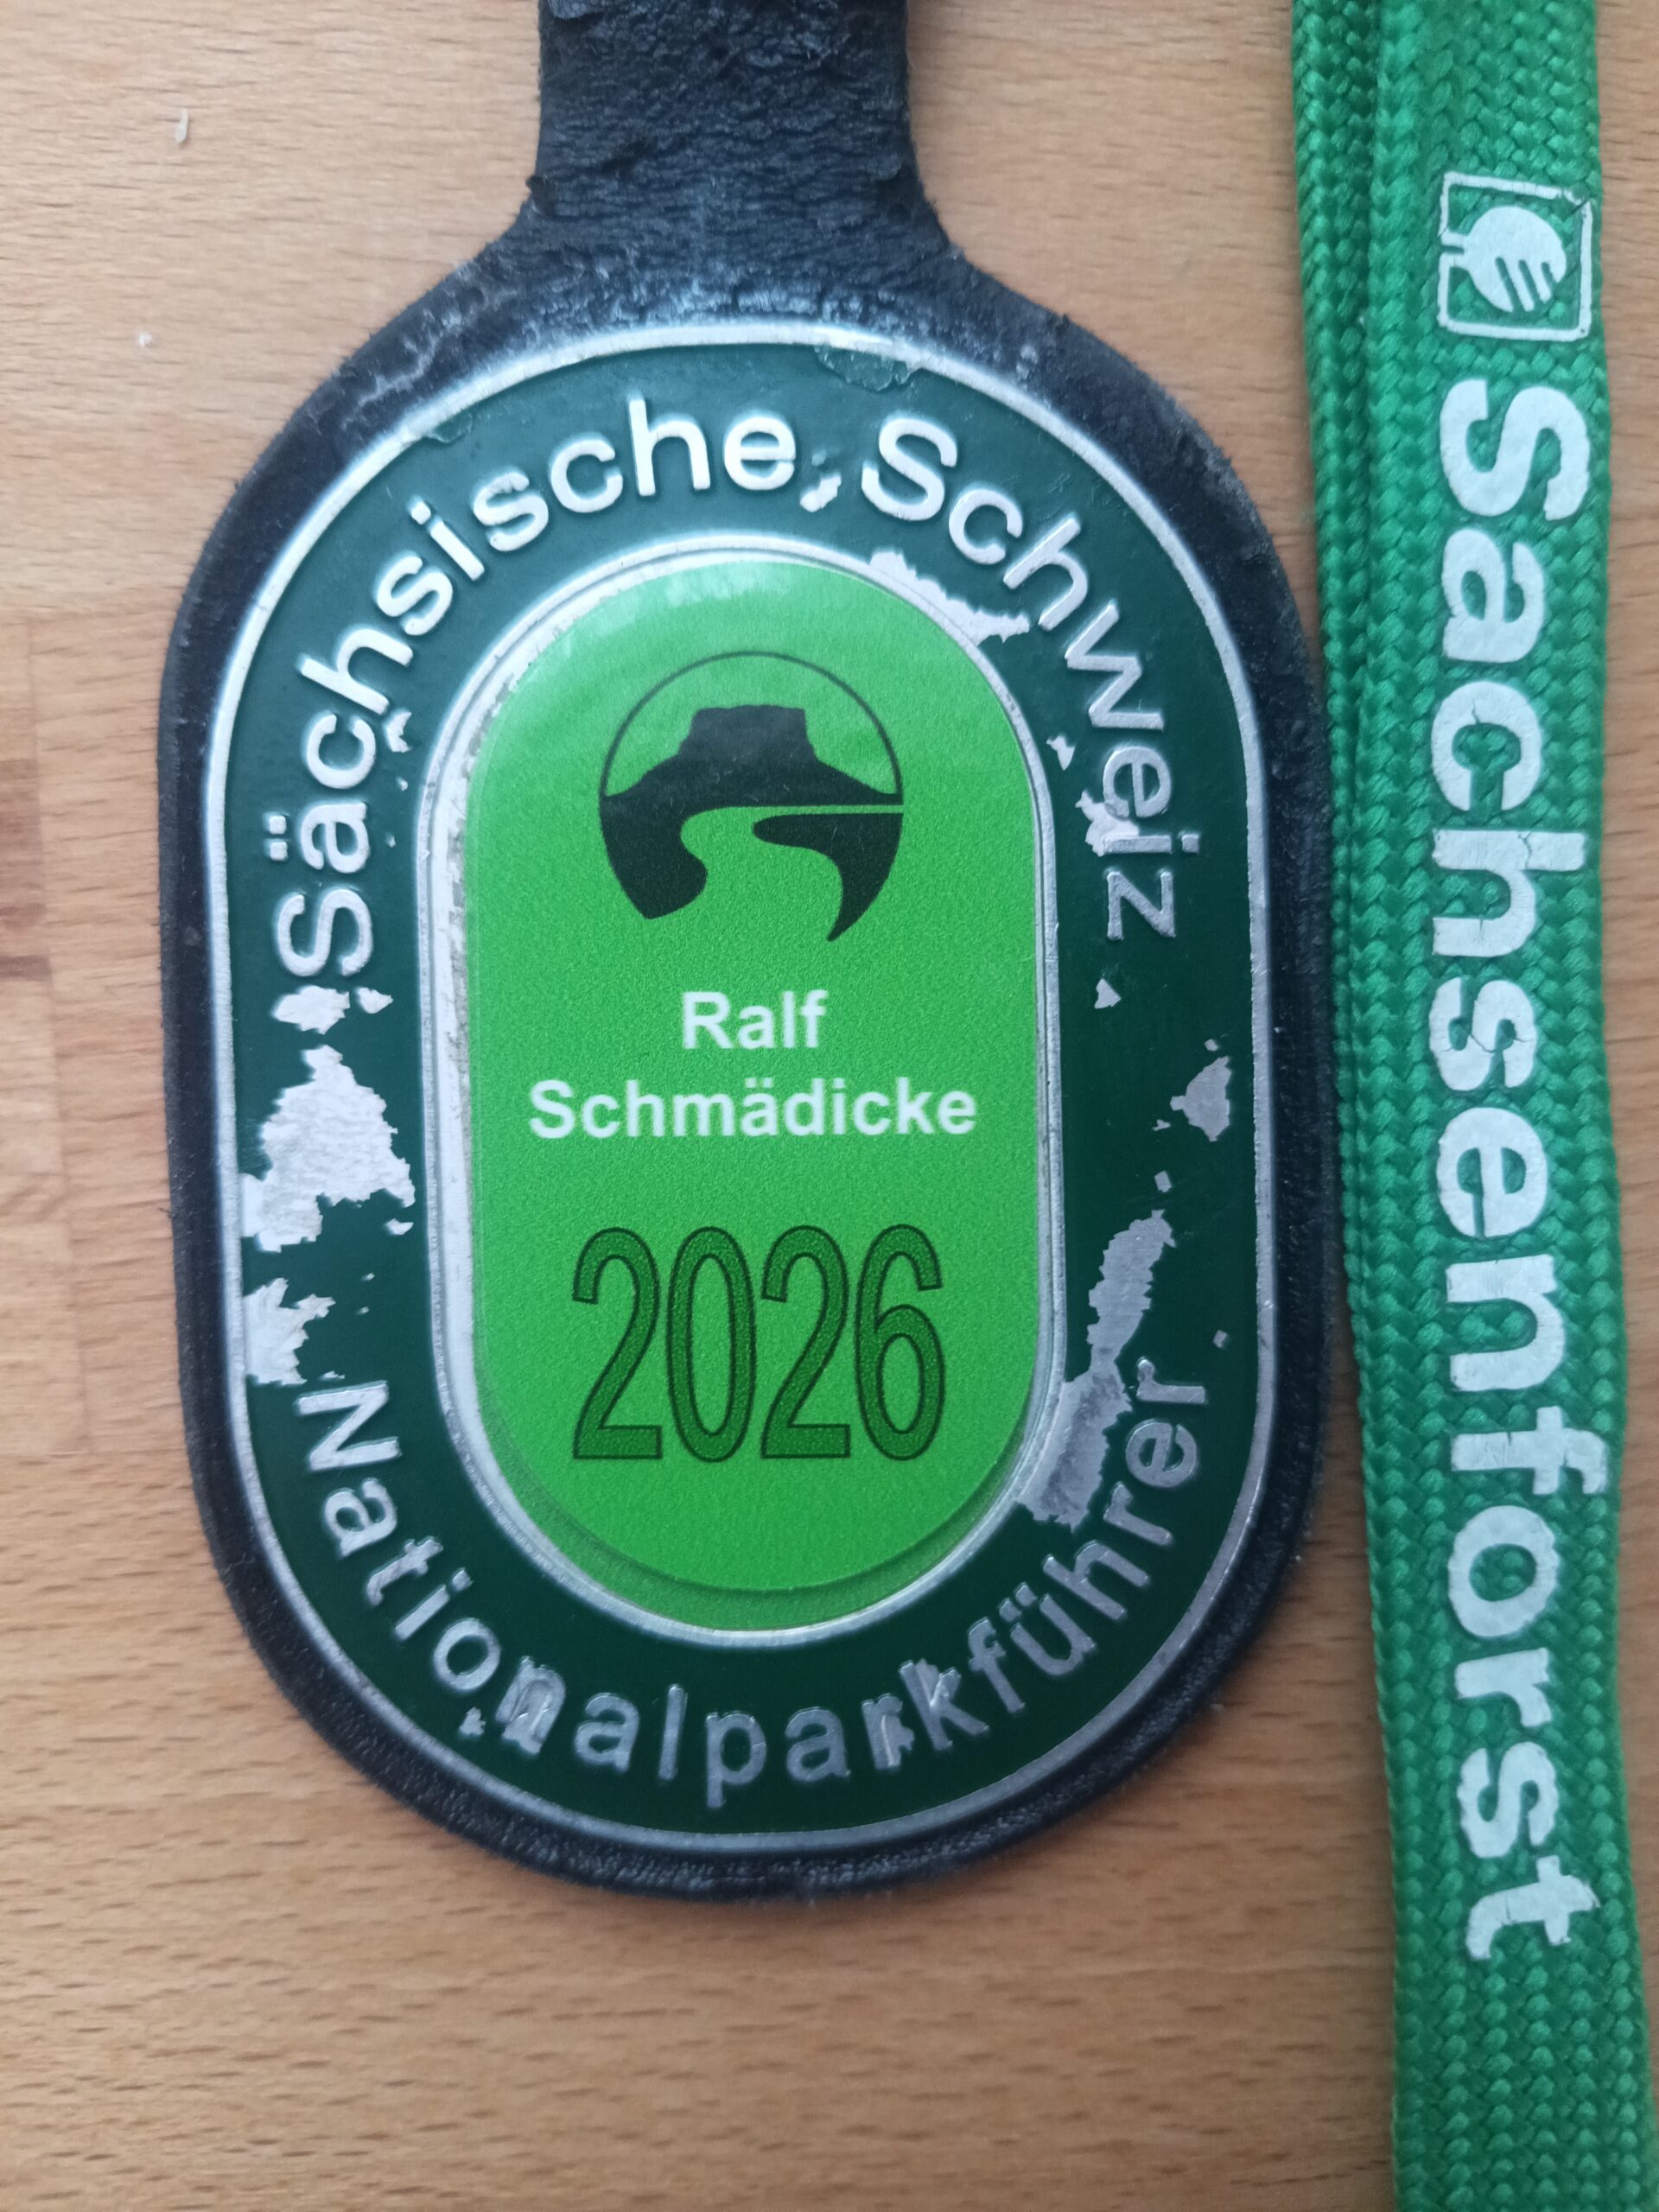 Sächsische Schweiz
Ralf
Schmädicke
2026
Nationalparkführer
Sachsenforst